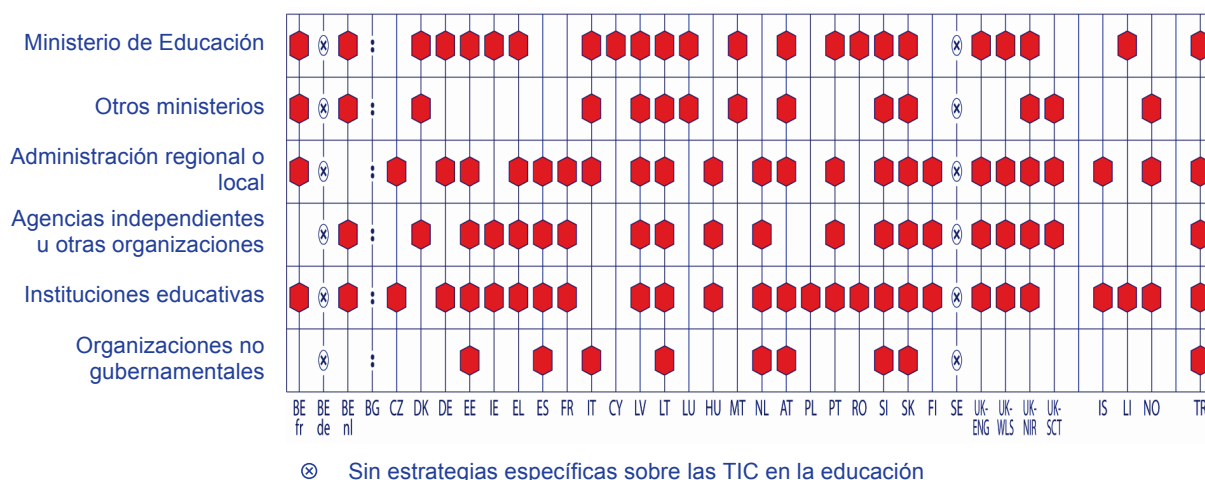 Ministerio de Educación
Otros ministerios
Administración regional o
local
Agencias independientes
u otras organizaciones
Instituciones educativas
Organizaciones no
gubernamentales
BE BE BE BG CZ DK DE EE IE EL ES FR IT CY LV LT LU HU MT NL AT PL PT RO SI SK FI SE UK- UK- UK- UK- IS LI NO TR
fr de nl ENG WLS NIR SCT
⊗ Sin estrategias específicas sobre las TIC en la educación